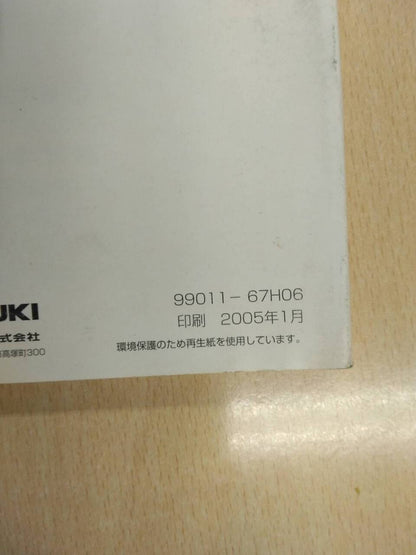 UKI
式会社
高塚町300
99011－67H06
印刷　2005年1月
環境保護のため再生紙を使用しています。